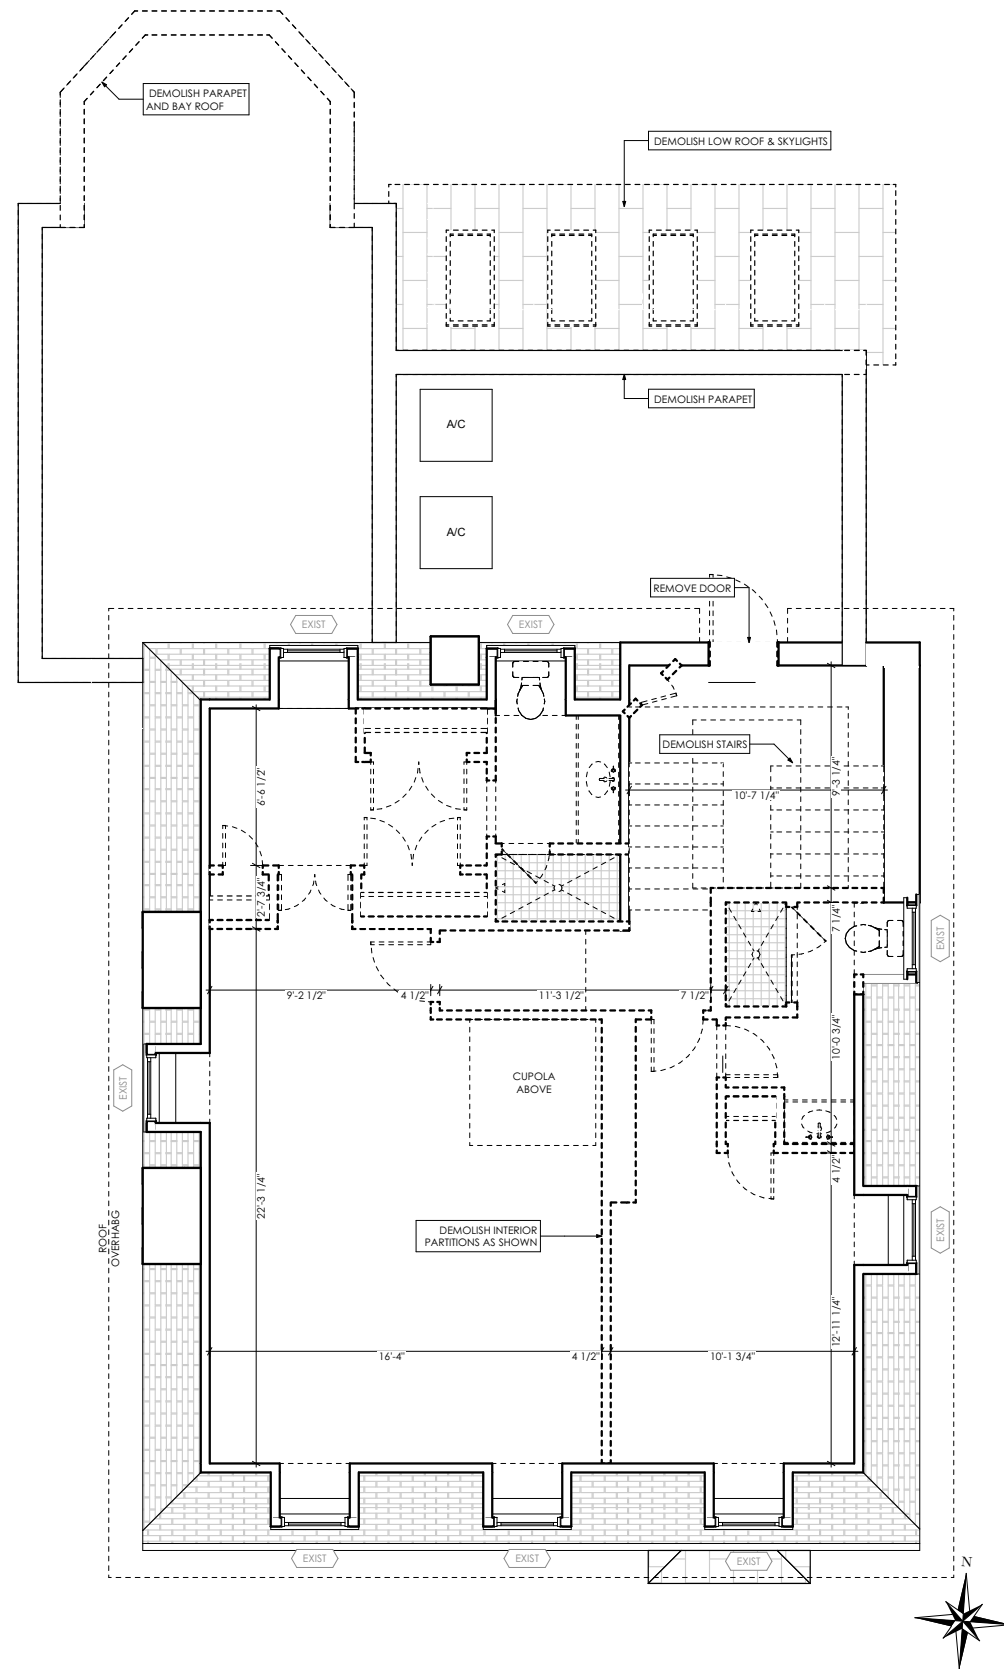 DEMOLISH PARAPET
AND BAY ROOF
DEMOLISH LOW ROOF & SKYLIGHTS
DEMOLISH PARAPET
A/C
A/C
REMOVE DOOR
EXIST
EXIST
DEMOLISH STAIRS
6'-6 1/2"
10'-7 1/4"
9'-3 1/4"
2'-7 3/4"
7 1/4"
EXIST
9'-2 1/2"
4 1/2"
11'-3 1/2"
7 1/2"
10'-0 3/4"
EXIST
CUPOLA
ABOVE
4 1/2"
22'-3 1/4"
ROOF
OVERHABG
DEMOLISH INTERIOR
PARTITIONS AS SHOWN
EXIST
12'-11 1/4"
16'-4"
4 1/2"
10'-1 3/4"
EXIST
EXIST
EXIST
N